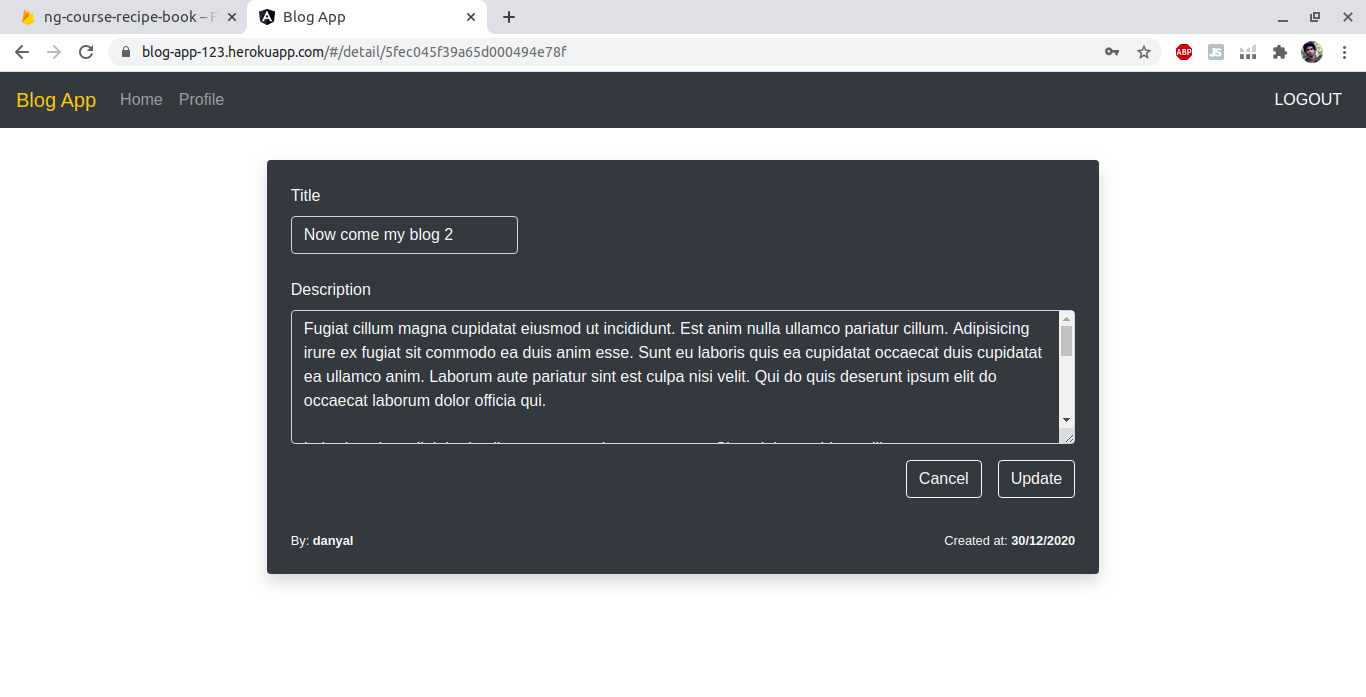 ng-course-recipe-book – F
Blog App
blog-app-123.herokuapp.com/#/detail/5fec045f39a65d000494e78f
ABP
JS
Blog App Home Profile LOGOUT
Title
Now come my blog 2
Description
Fugiat cillum magna cupidatat eiusmod ut incididunt. Est anim nulla ullamco pariatur cillum. Adipisicing
irure ex fugiat sit commodo ea duis anim esse. Sunt eu laboris quis ea cupidatat occaecat duis cupidatat
ea ullamco anim. Laborum aute pariatur sint est culpa nisi velit. Qui do quis deserunt ipsum elit do
occaecat laborum dolor officia qui.
Cancel Update
By: danyal Created at: 30/12/2020